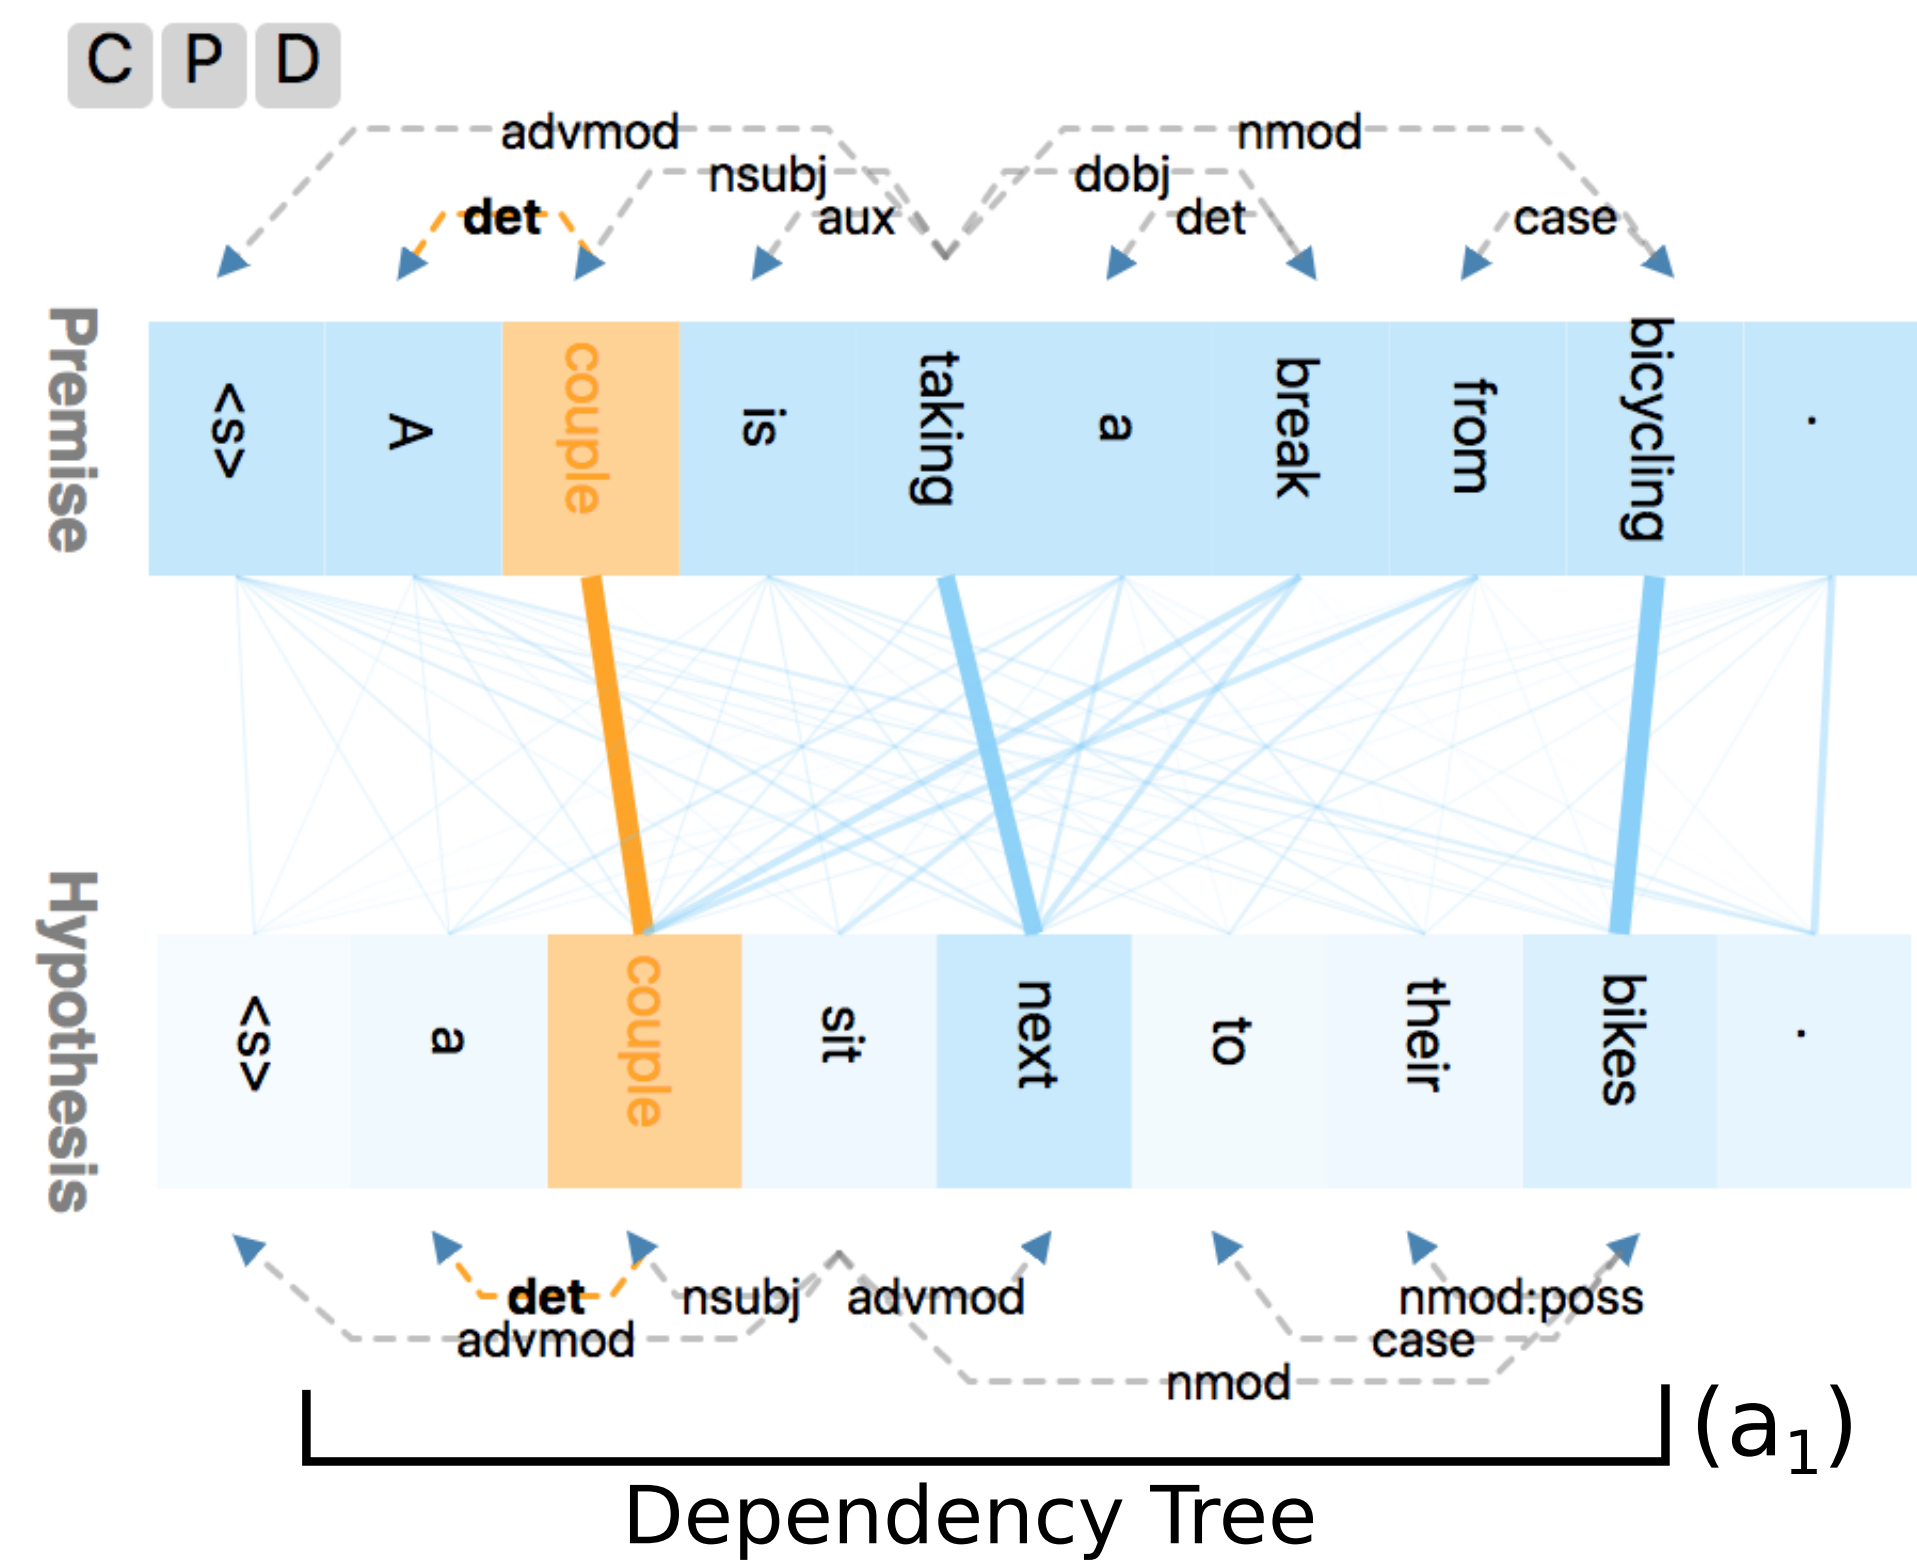 C P D
advmod nmod
nsubj dobj
det aux det case
Premise
<s> A couple is taking a break from bicycling .
Hypothesis
<s> a couple sit next to their bikes .
det nsubj advmod nmod:poss
advmod case
nmod
(a1)
Dependency Tree